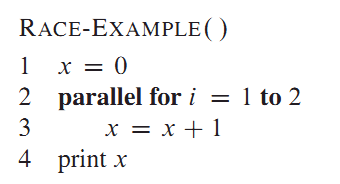 RACE-EXAMPLE()
1 x = 0
2 parallel for i = 1 to 2
3 x = x + 1
4 print x